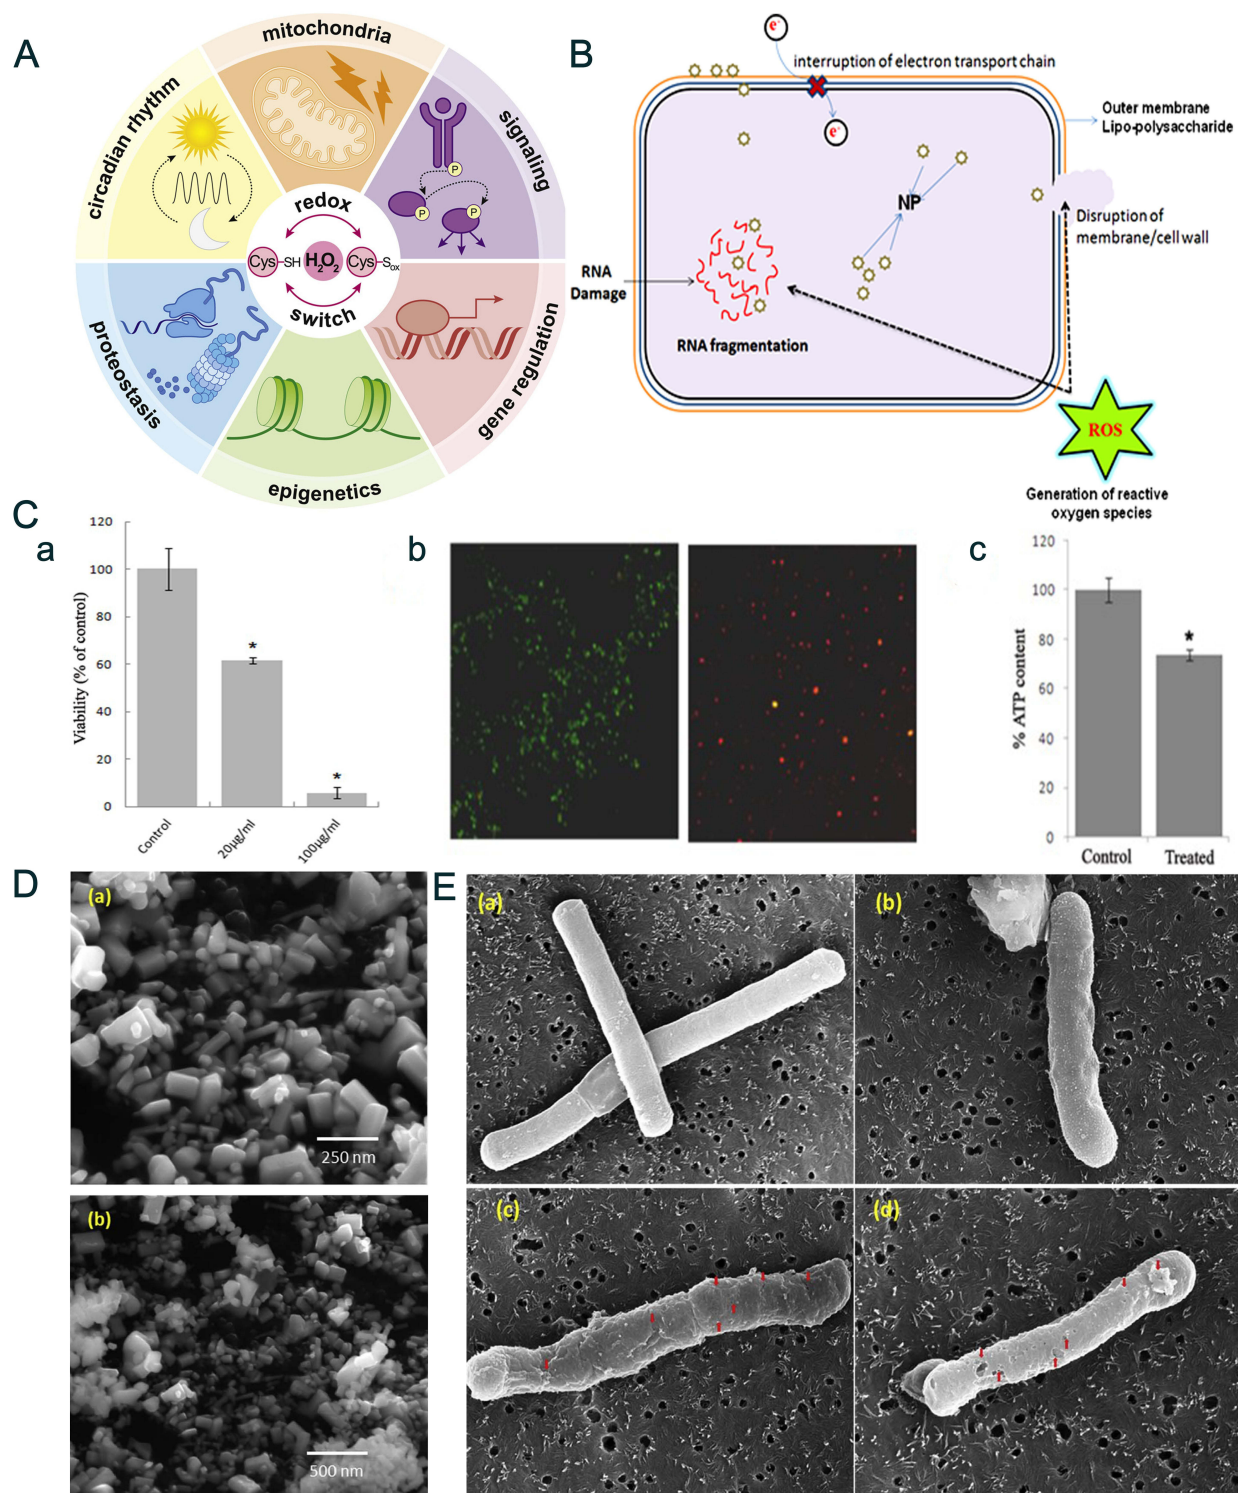 A
mitochondria
circadian rhythm
signaling
P
P
P
redox
Cys
SH
H2O2
Cys
Sox
switch
proteostasis
gene regulation
epigenetics
B
e-
interruption of electron transport chain
e-
Outer membrane
Lipo-polysaccharide
NP
Disruption of
membrane/cell wall
RNA
Damage
RNA fragmentation
ROS
Generation of reactive
oxygen species
C
a
Viability (% of control)
120
100
80
60
40
20
0
*
*
Control
20µg/ml
100µg/ml
b
c
% ATP content
120
100
80
60
40
20
0
*
Control
Treated
D
(a)
250 nm
(b)
500 nm
E
(a)
(b)
(c)
(d)